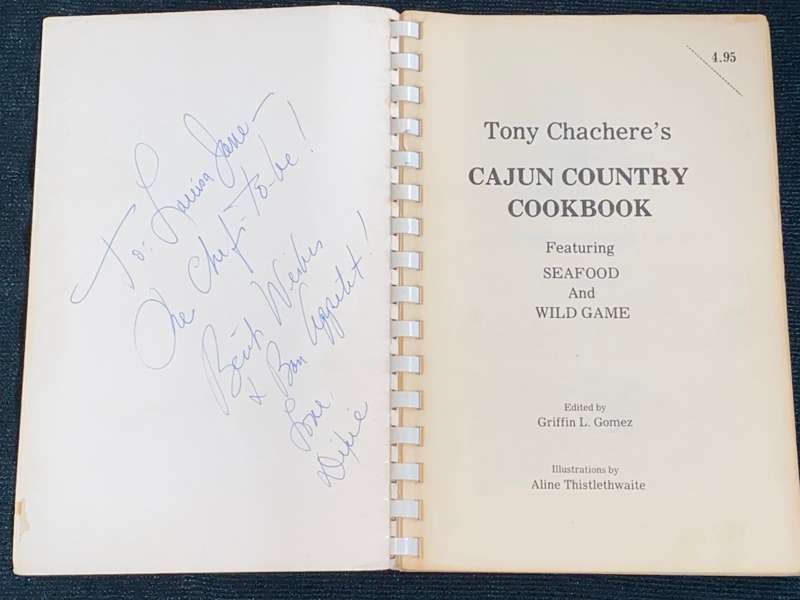 To: Louisa Jane—
The Chef-To-be!
Best Wishes
& Bon Appetit!
Love,
Dixie
4.95
Tony Chachere's
CAJUN COUNTRY
COOKBOOK
Featuring
SEAFOOD
And
WILD GAME
Edited by
Griffin L. Gomez
Illustrations by
Aline Thistlethwaite